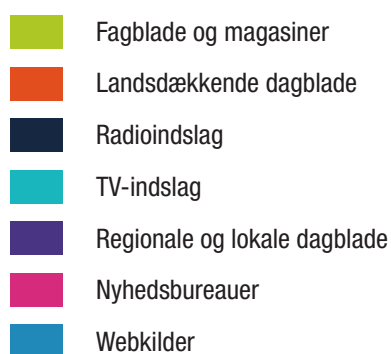 Fagblade og magasiner
Landsdækkende dagblade
Radioindslag
TV-indslag
Regionale og lokale dagblade
Nyhedsbureauer
Webkilder